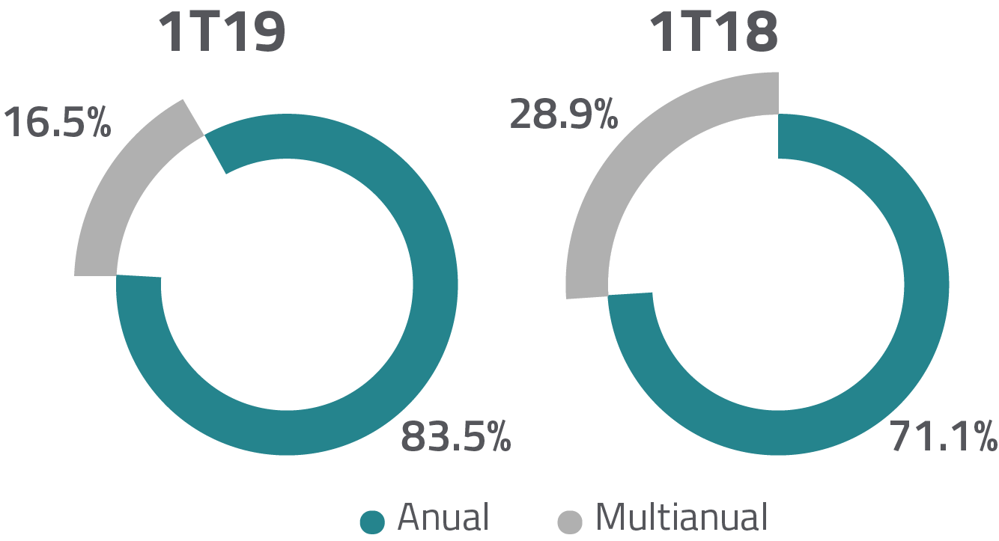 1T19
1T18
16.5%
28.9%
83.5%
71.1%
Anual
Multianual